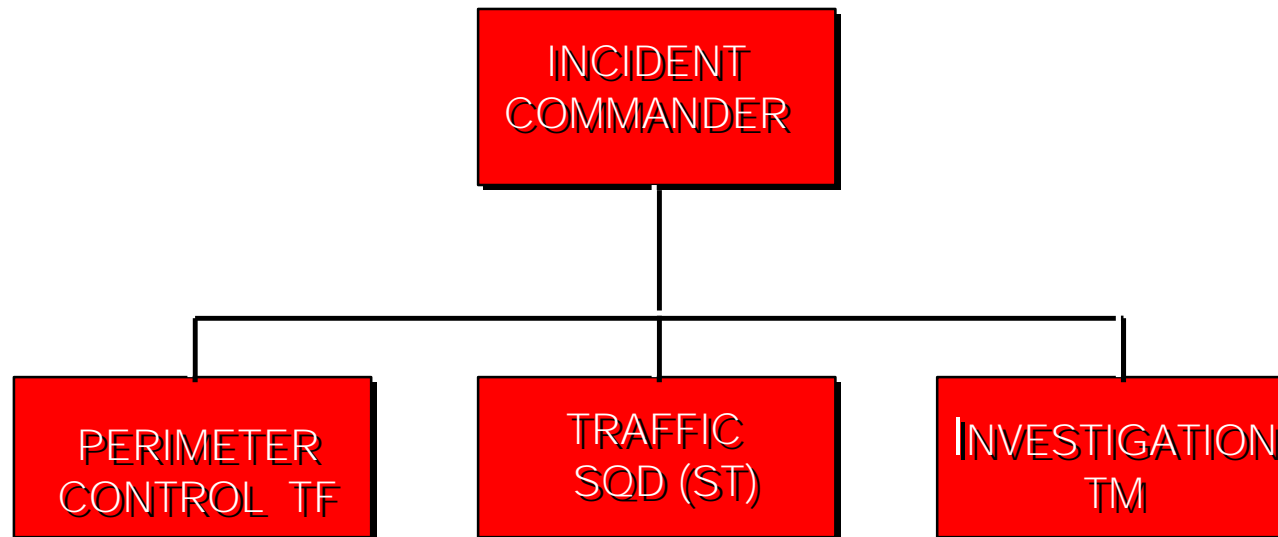 INCIDENT
COMMANDER
PERIMETER
CONTROL TF
TRAFFIC
SQD (ST)
INVESTIGATION
TM